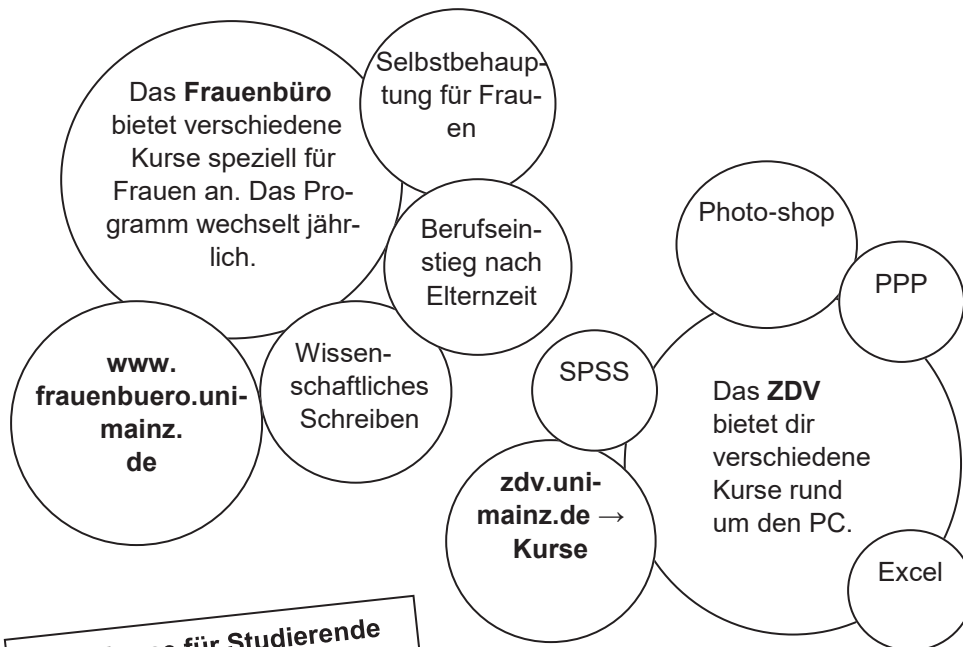 Das Frauenbüro
bietet verschiedene
Kurse speziell für
Frauen an. Das Pro-
gramm wechselt jähr-
lich.
Selbstbehaup-
tung für Frau-
en
Berufsein-
stieg nach
Elternzeit
Wissen-
schaftliches
Schreiben
www.
frauenbuero.uni-
mainz.
de
Photo-shop
PPP
SPSS
Das ZDV
bietet dir
verschiedene
Kurse rund
um den PC.
zdv.uni-
mainz.de →
Kurse
Excel
für Studierende